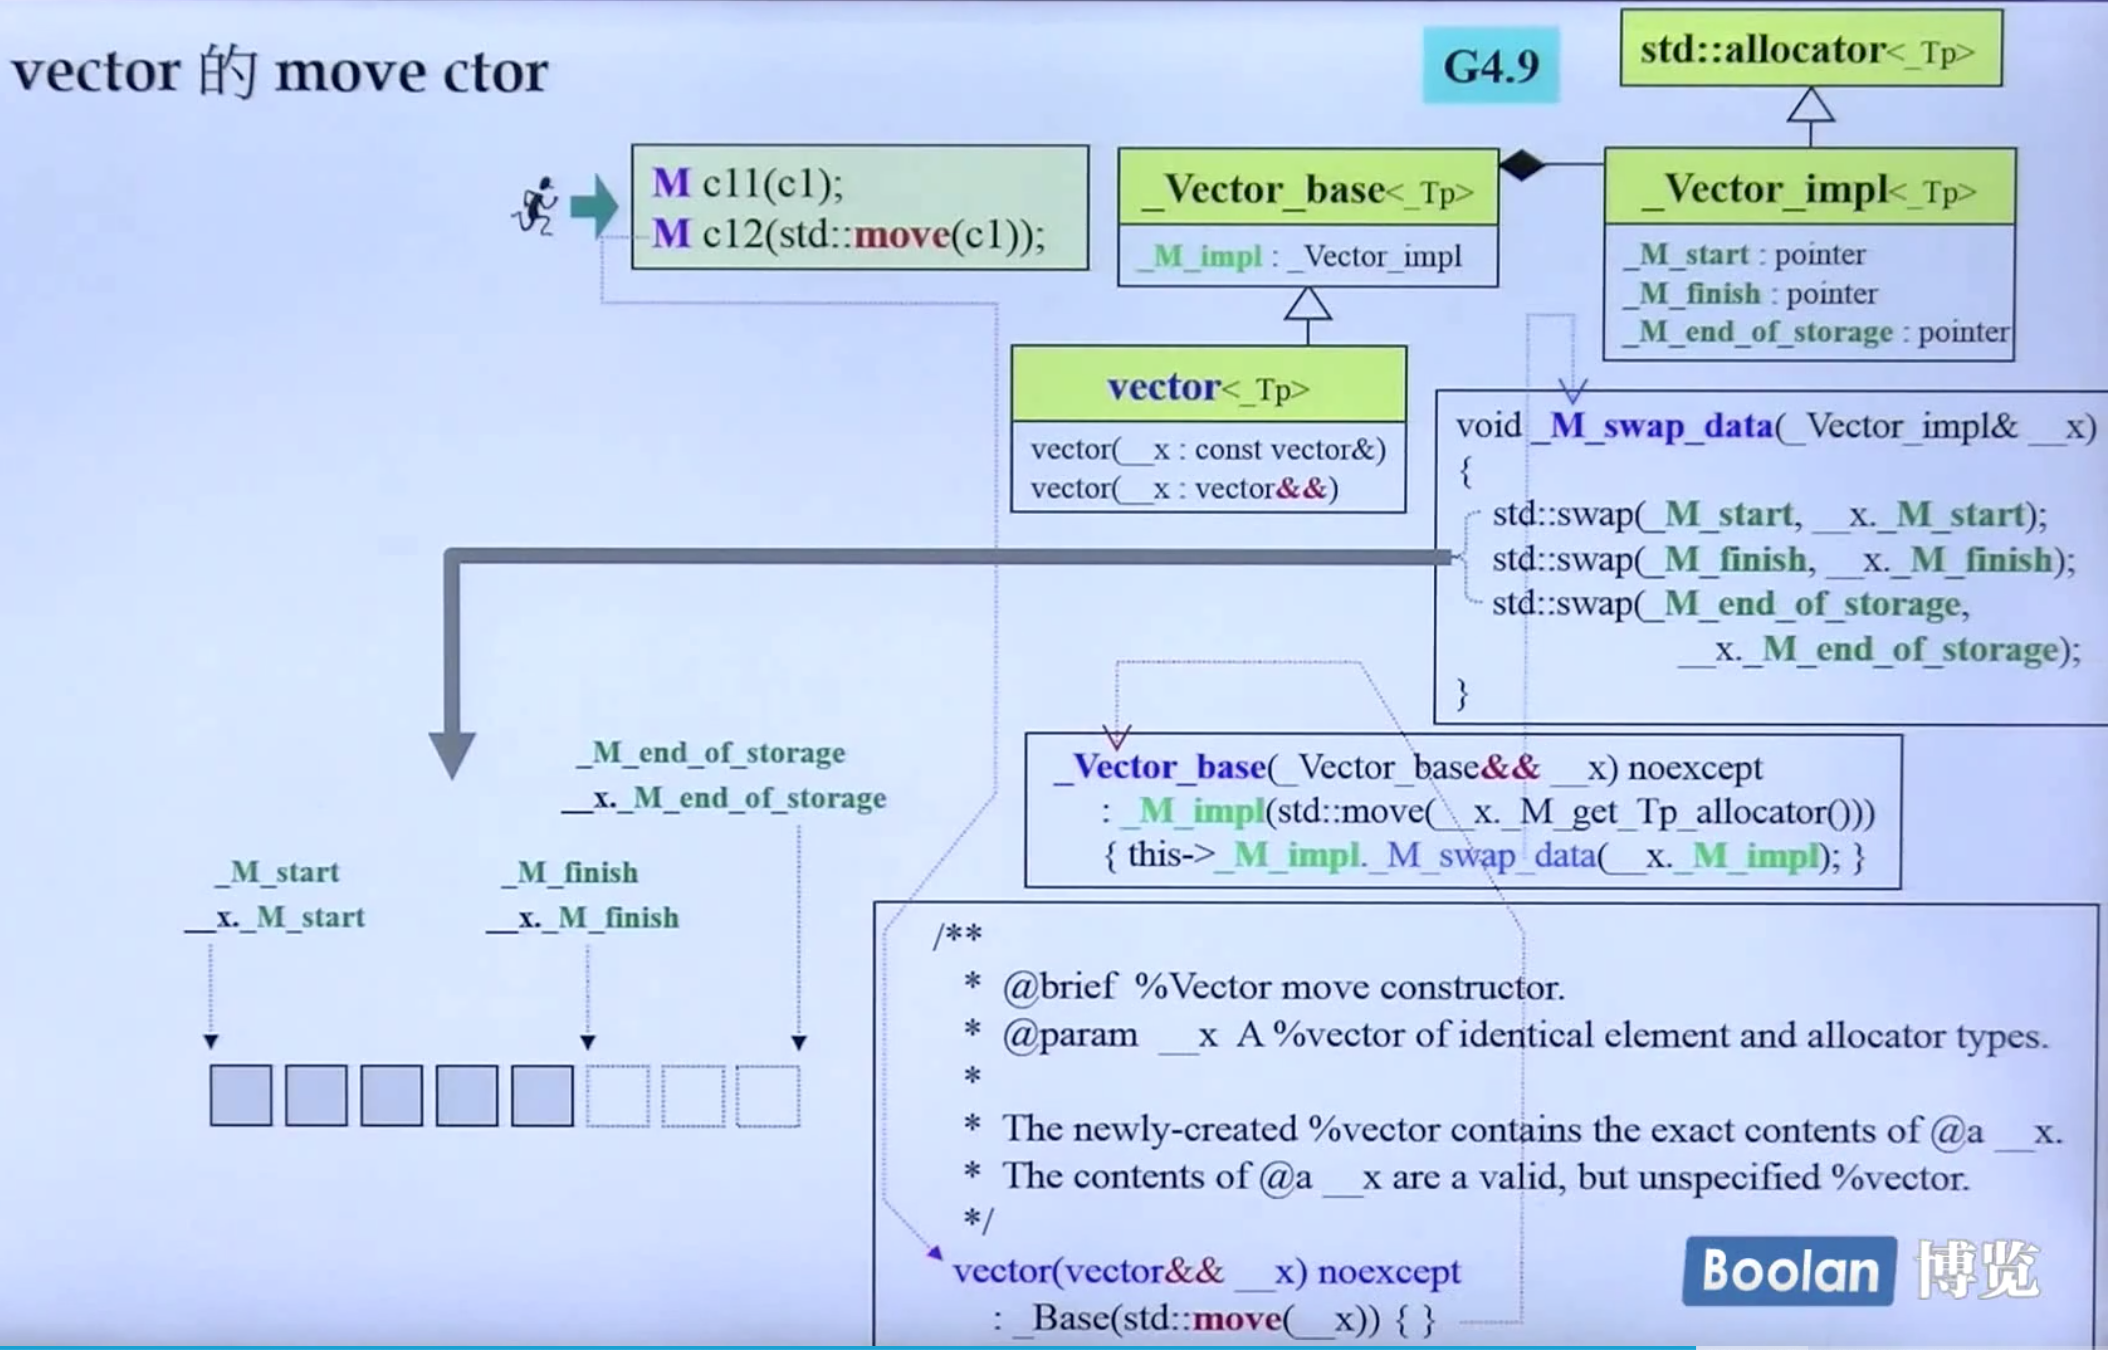 vector 的 move ctor
G4.9
std::allocator<_Tp>
M c11(c1);
M c12(std::move(c1));
_Vector_base<_Tp>
_M_impl : _Vector_impl
_Vector_impl<_Tp>
_M_start : pointer
_M_finish : pointer
_M_end_of_storage : pointer
vector<_Tp>
vector(__x : const vector&)
vector(__x : vector&&)
void _M_swap_data(_Vector_impl& __x)
{
std::swap(_M_start, __x._M_start);
std::swap(_M_finish, __x._M_finish);
std::swap(_M_end_of_storage,
__x._M_end_of_storage);
}
_M_end_of_storage
__x._M_end_of_storage
_M_start
__x._M_start
_M_finish
__x._M_finish
_Vector_base(_Vector_base&& __x) noexcept
: _M_impl(std::move(__x._M_get_Tp_allocator()))
{ this->_M_impl._M_swap_data(__x._M_impl); }
/**
* @brief %Vector move constructor.
* @param __x A %vector of identical element and allocator types.
*
* The newly-created %vector contains the exact contents of @a __x.
* The contents of @a __x are a valid, but unspecified %vector.
*/
vector(vector&& __x) noexcept
: _Base(std::move(__x)) { }
Boolan 博览